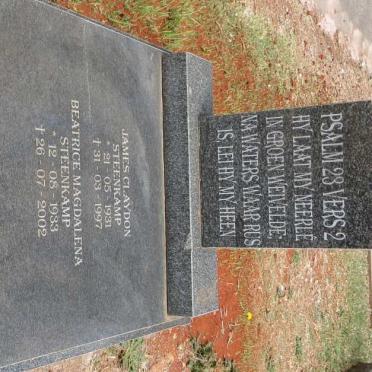 PSALM 23 VERS 2
HY LAAT MY NEERLÊ
IN GROEN WEIVELDE
NA WATERS WAAR RUS
IS, LEI HY MY HEEN
JAMES CLAYDON
STEENKAMP
* 21 · 05 · 1931
† 31 · 03 · 1997
BEATRICE MAGDALENA
STEENKAMP
* 12 · 08 · 1933
† 26 · 07 · 2002